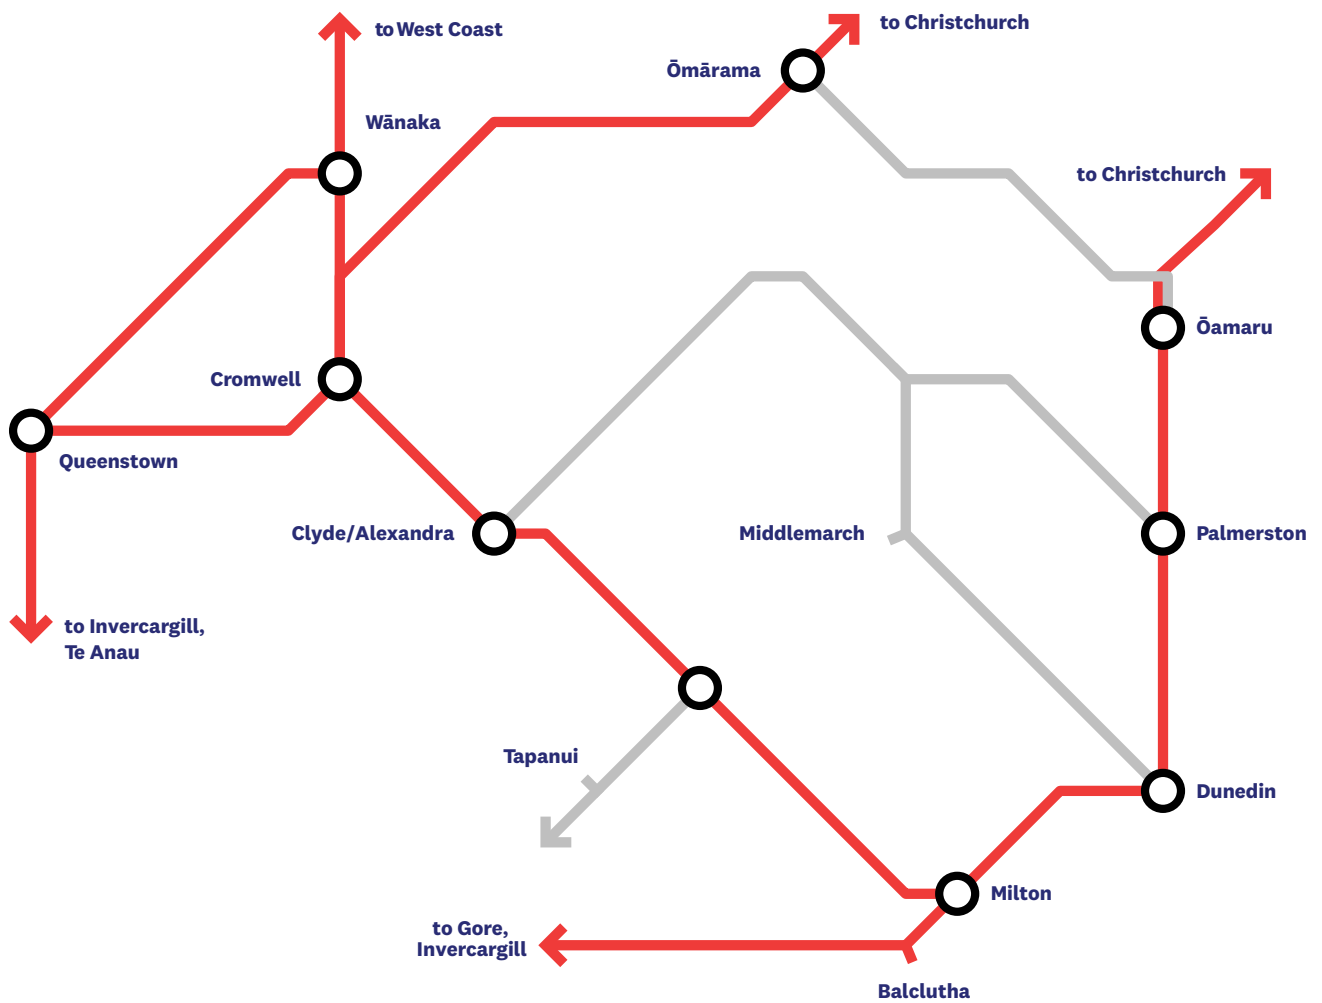 to West Coast
to Christchurch
Ōmārama
Wānaka
to Christchurch
Ōamaru
Cromwell
Queenstown
Clyde/Alexandra
Middlemarch
Palmerston
to Invercargill,
Te Anau
Tapanui
Dunedin
Milton
to Gore,
Invercargill
Balclutha